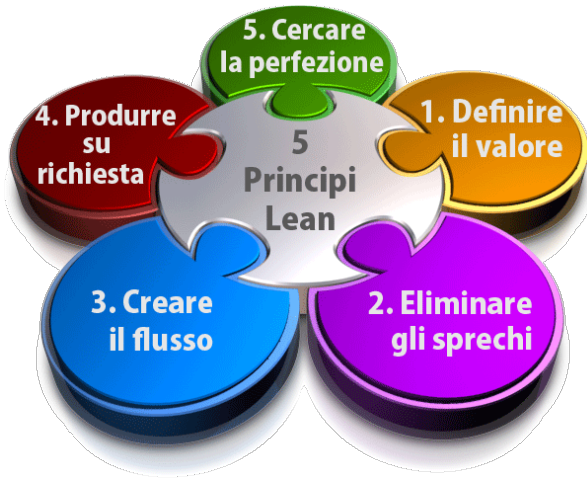 5 Principi
Lean
1. Definire
il valore
2. Eliminare
gli sprechi
3. Creare
il flusso
4. Produrre
su
richiesta
5. Cercare
la perfezione